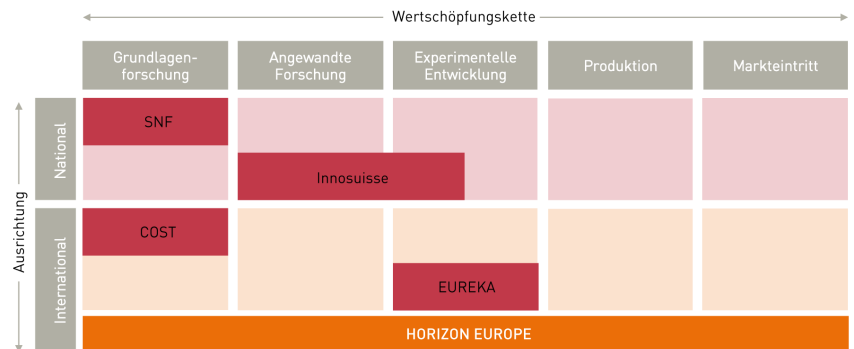 Wertschöpfungskette
Grundlagen-
forschung
Angewandte
Forschung
Experimentelle
Entwicklung
Produktion
Markteintritt
Ausrichtung
National
SNF
Innosuisse
International
COST
EUREKA
HORIZON EUROPE